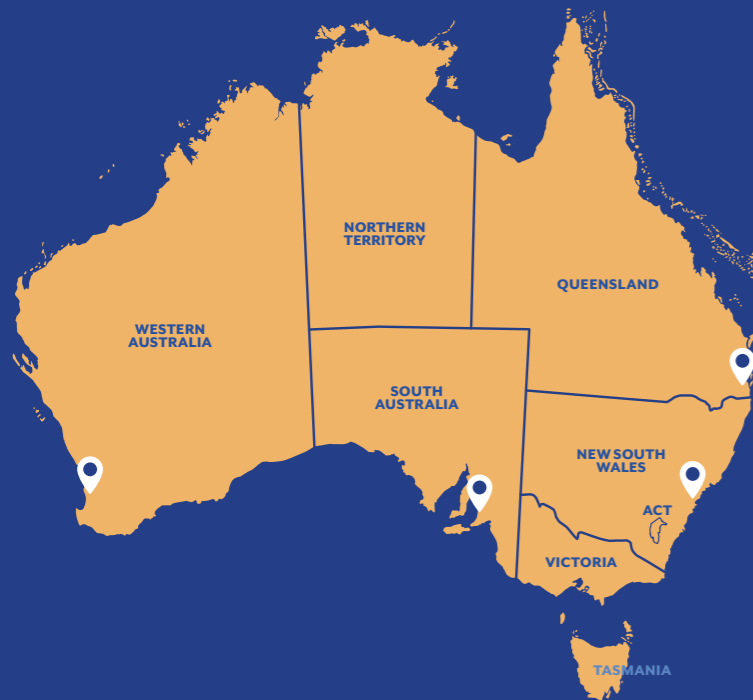 NORTHERN
TERRITORY
QUEENSLAND
WESTERN
AUSTRALIA
SOUTH
AUSTRALIA
NEW SOUTH
WALES
ACT
VICTORIA
TASMANIA